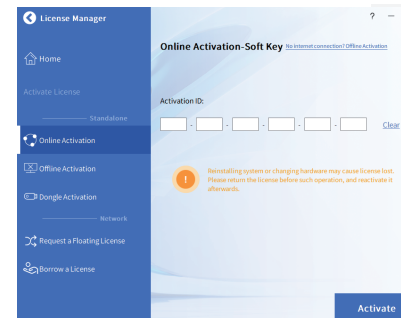 License Manager
? —
Home
Activate License
Standalone
Online Activation
Offline Activation
Dongle Activation
Network
Request a Floating License
Borrow a License
Online Activation-Soft Key No internet connection? Offline Activation
Activation ID:
- - - - -
Clear
!
Reinstalling system or changing hardware may cause license lost.
Please return the license before such operation, and reactivate it
afterwards.
Activate